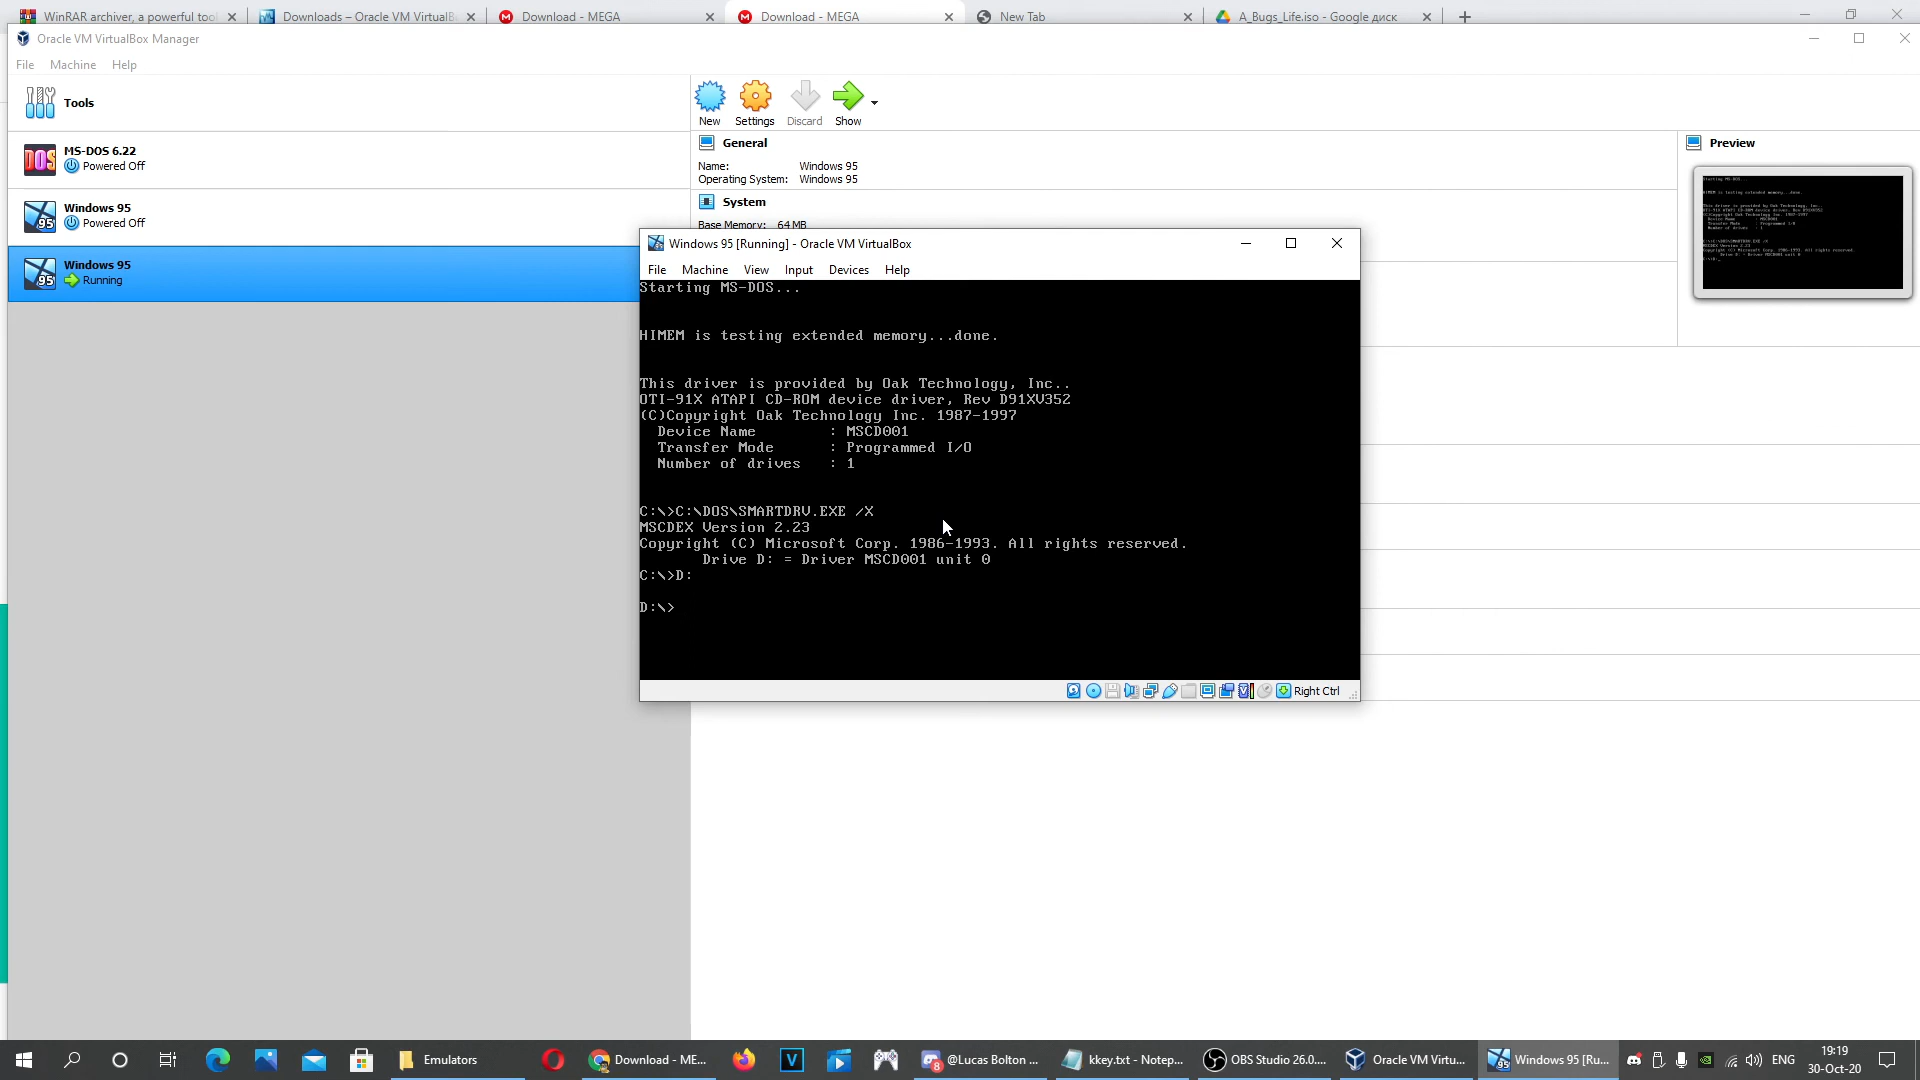 WinRAR archiver, a powerful tool
Downloads – Oracle VM VirtualB
Download - MEGA
Download - MEGA
New Tab
A_Bugs_Life.iso - Google диск
Oracle VM VirtualBox Manager
File Machine Help
Tools
New Settings Discard Show
DOS
MS-DOS 6.22
Powered Off
95
Windows 95
Powered Off
95
Windows 95
Running
General
Name: Windows 95
Operating System: Windows 95
System
Base Memory: 64 MB
Preview
Windows 95 [Running] - Oracle VM VirtualBox
File Machine View Input Devices Help
Starting MS-DOS...
HIMEM is testing extended memory...done.
This driver is provided by Oak Technology, Inc..
OTI-91X ATAPI CD-ROM device driver, Rev D91XV352
(C)Copyright Oak Technology Inc. 1987-1997
Device Name : MSCD001
Transfer Mode : Programmed I/O
Number of drives : 1
C:\>C:\DOS\SMARTDRV.EXE /X
MSCDEX Version 2.23
Copyright (C) Microsoft Corp. 1986-1993. All rights reserved.
Drive D: = Driver MSCD001 unit 0
C:\>D:
D:\>
Right Ctrl
Emulators
Download - ME...
V
8
@Lucas Bolton ...
kkey.txt - Notep...
OBS Studio 26.0....
Oracle VM Virtu...
95
Windows 95 [Ru...
ENG
19:19
30-Oct-20